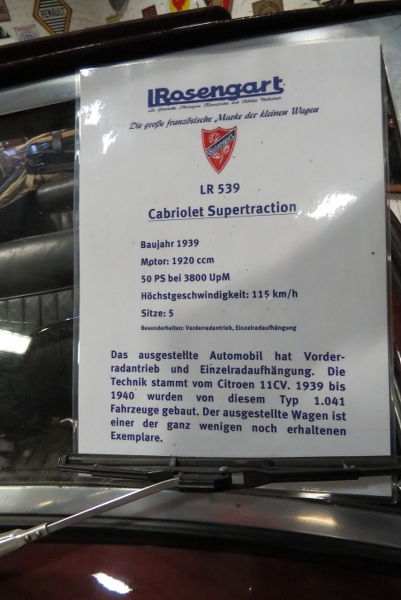 RENAULT
Rosengart
Die große französische Marke der kleinen Wagen
ROSENGART
LR 539
Cabriolet Supertraction
Baujahr 1939
Motor: 1920 ccm
50 PS bei 3800 UpM
Höchstgeschwindigkeit: 115 km/h
Sitze: 5
Besonderheiten: Vorderradantrieb, Einzelradaufhängung
Das ausgestellte Automobil hat Vorder-
radantrieb und Einzelradaufhängung. Die
Technik stammt vom Citroen 11CV. 1939 bis
1940 wurden von diesem Typ 1.041
Fahrzeuge gebaut. Der ausgestellte Wagen ist
einer der ganz wenigen noch erhaltenen
Exemplare.